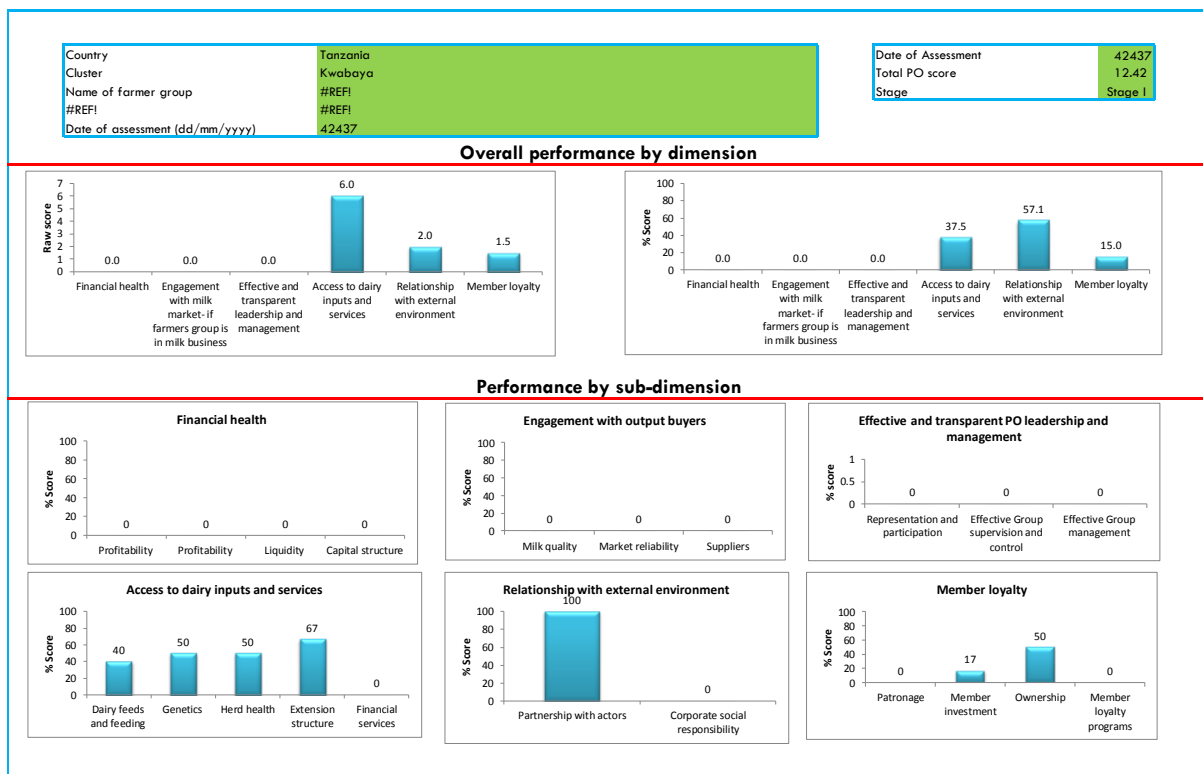 Country Tanzania
Cluster Kwabaya
Name of farmer group #REF!
#REF! #REF!
Date of assessment (dd/mm/yyyy) 42437
Date of Assessment 42437
Total PO score 12.42
Stage Stage I
Overall performance by dimension
Raw score
7
6
5
4
3
2
1
0
0.0 0.0 0.0 6.0 2.0 1.5
Financial health Engagement Effective and Access to dairy Relationship Member loyalty
with milk transparent inputs and with external
market- if leadership and services environment
farmers group is management
in milk business
% Score
100
80
60
40
20
0
0.0 0.0 0.0 37.5 57.1 15.0
Financial health Engagement Effective and Access to dairy Relationship Member loyalty
with milk transparent inputs and with external
market- if leadership and services environment
farmers group is management
in milk business
Performance by sub-dimension
Financial health
% Score
100
80
60
40
20
0
0 0 0 0
Profitability Profitability Liquidity Capital structure
Engagement with output buyers
% Score
100
80
60
40
20
0
0 0 0
Milk quality Market reliability Suppliers
Effective and transparent PO leadership and
management
% score
1
0.5
0
0 0 0
Representation and Effective Group Effective Group
participation supervision and management
control
Access to dairy inputs and services
% Score
100
80
60
40
20
0
40 50 50 67 0
Dairy feeds Genetics Herd health Extension Financial
and feeding structure services
Relationship with external environment
% Score
100
80
60
40
20
0
100 0
Partnership with actors Corporate social
responsibility
Member loyalty
% Score
100
80
60
40
20
0
0 17 50 0
Patronage Member Ownership Member
investment loyalty
programs